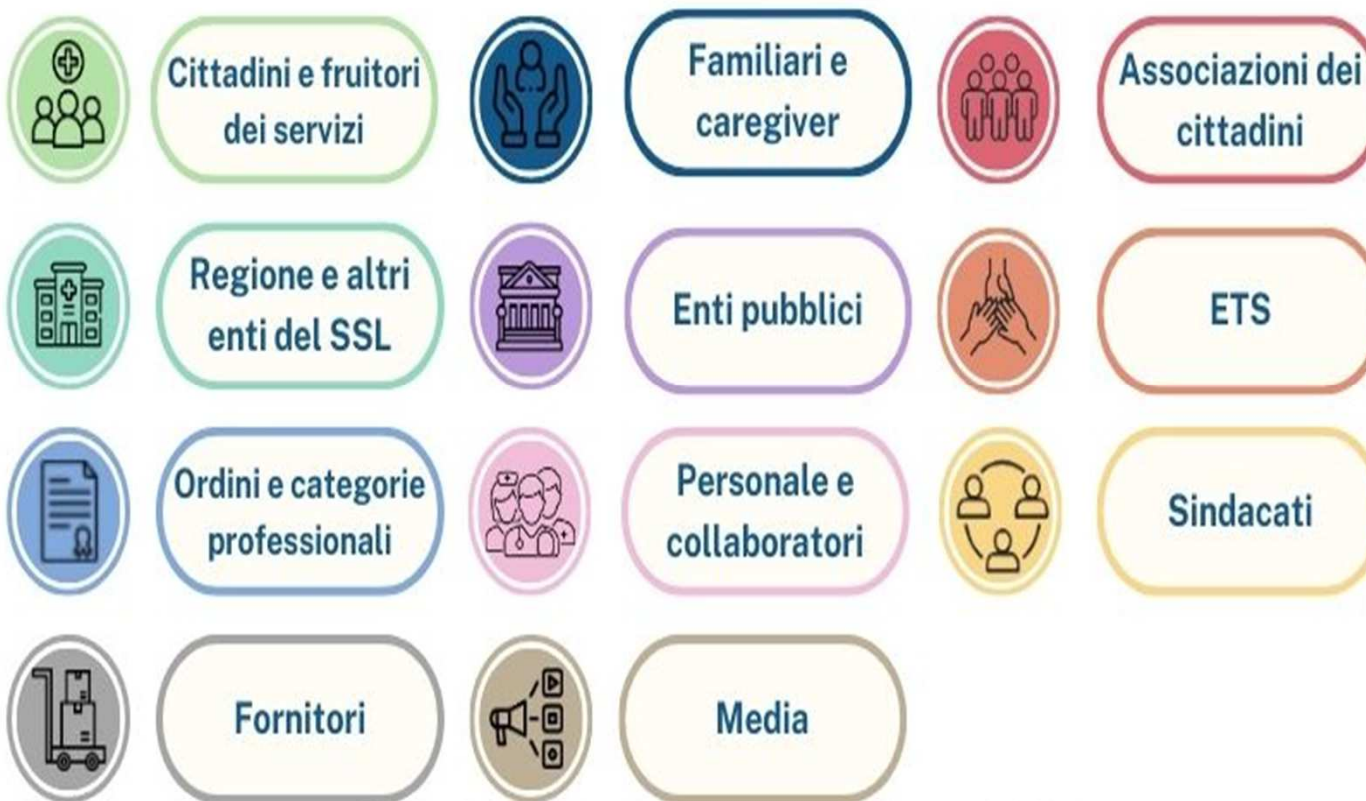 Cittadini e fruitori
dei servizi
Familiari e
caregiver
Associazioni dei
cittadini
Regione e altri
enti del SSL
Enti pubblici
ETS
Ordini e categorie
professionali
Personale e
collaboratori
Sindacati
Fornitori
Media